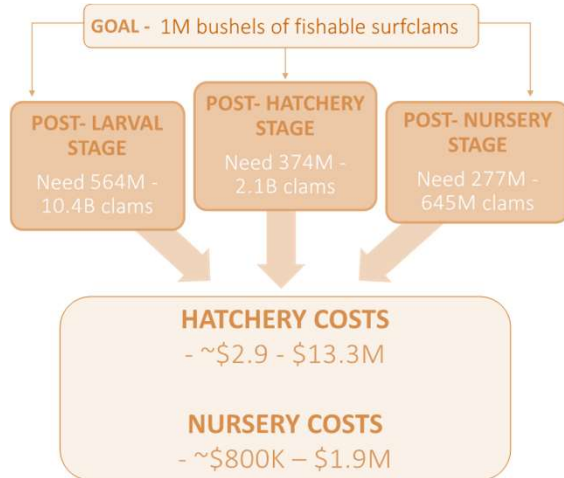 GOAL - 1M bushels of fishable surfclams
POST- LARVAL
STAGE
Need 564M -
10.4B clams
POST- HATCHERY
STAGE
Need 374M -
2.1B clams
POST- NURSERY
STAGE
Need 277M -
645M clams
HATCHERY COSTS
- ~$2.9 - $13.3M
NURSERY COSTS
- ~$800K – $1.9M